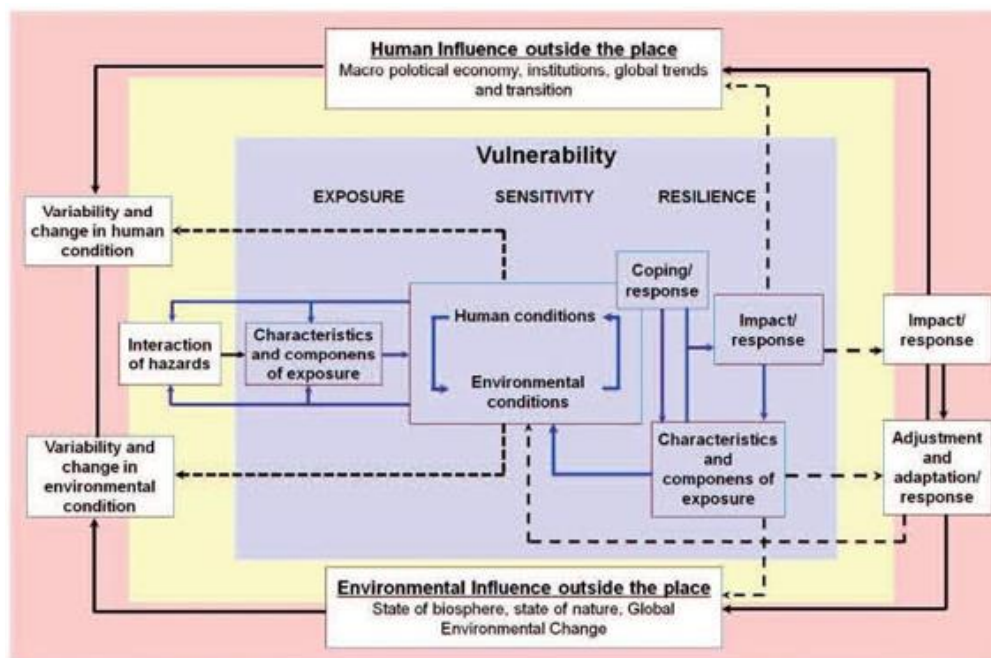 Human Influence outside the place
Macro polotical economy, institutions, global trends
and transition
Vulnerability
EXPOSURE
SENSITIVITY
RESILIENCE
Variability and
change in human
condition
Coping/
response
Interaction
of hazards
Characteristics
and componens
of exposure
Human conditions
Environmental
conditions
Impact/
response
Impact/
response
Variability and
change in
environmental
condition
Characteristics
and
componens of
exposure
Adjustment
and
adaptation/
response
Environmental Influence outside the place
State of biosphere, state of nature, Global
Environmental Change